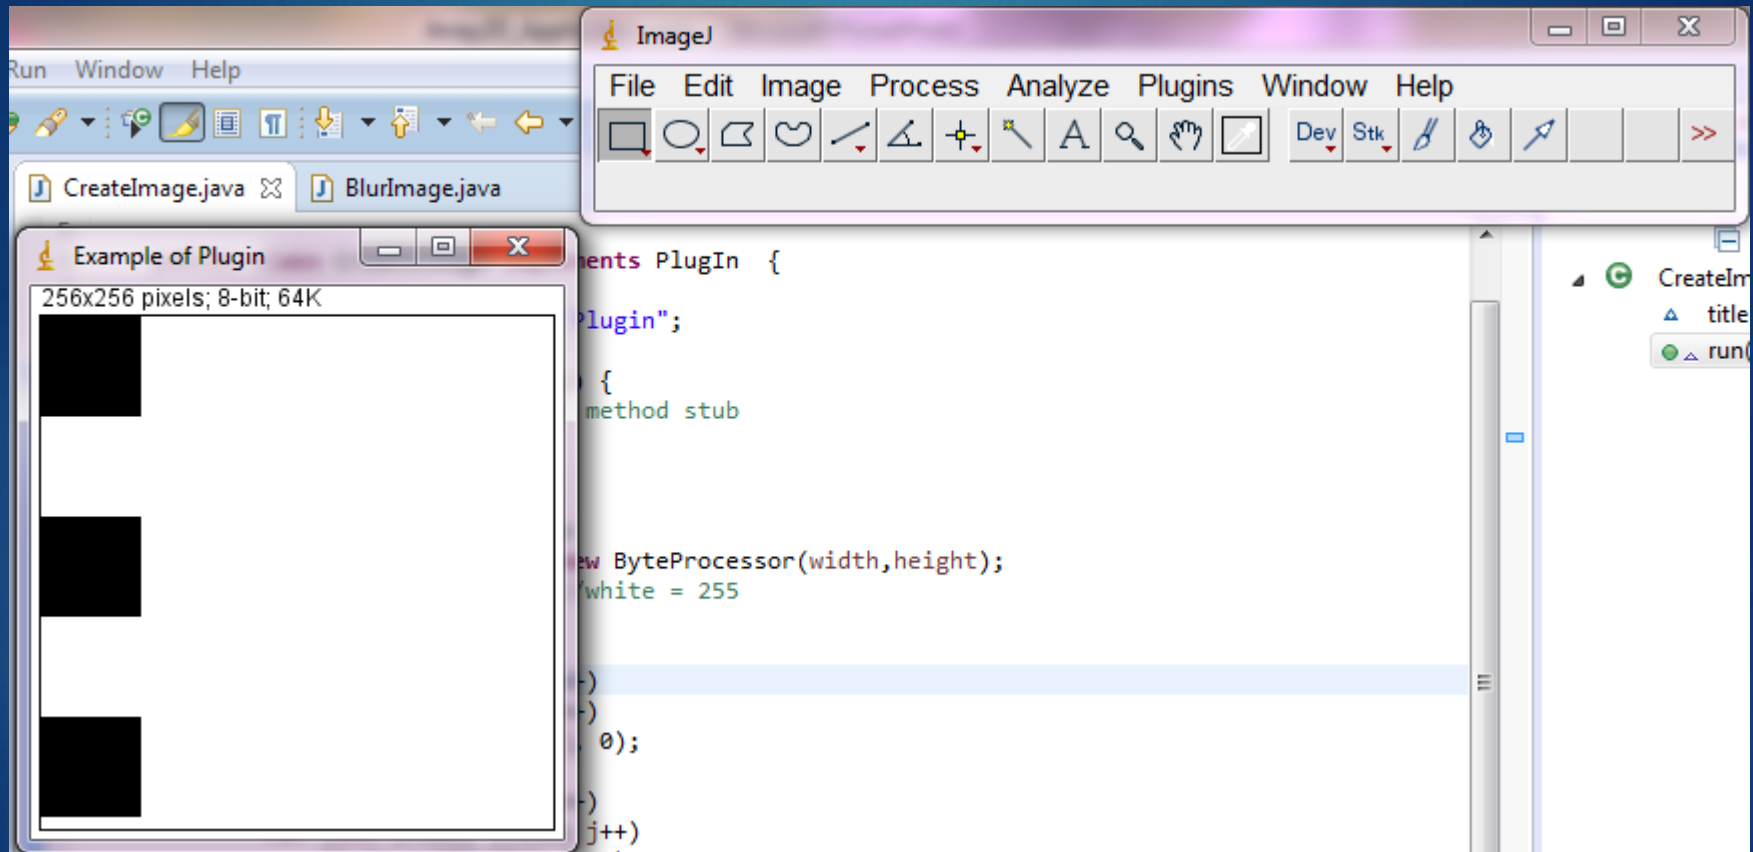 ImageJ
Run Window Help
File Edit Image Process Analyze Plugins Window Help
Dev Stk >>
CreateImage.java BlurImage.java
Example of Plugin
256x256 pixels; 8-bit; 64K
ents PlugIn {
Plugin";
) {
method stub
new ByteProcessor(width,height);
/white = 255
+)
+)
, 0);
+)
j++)
CreateIm
title
run(